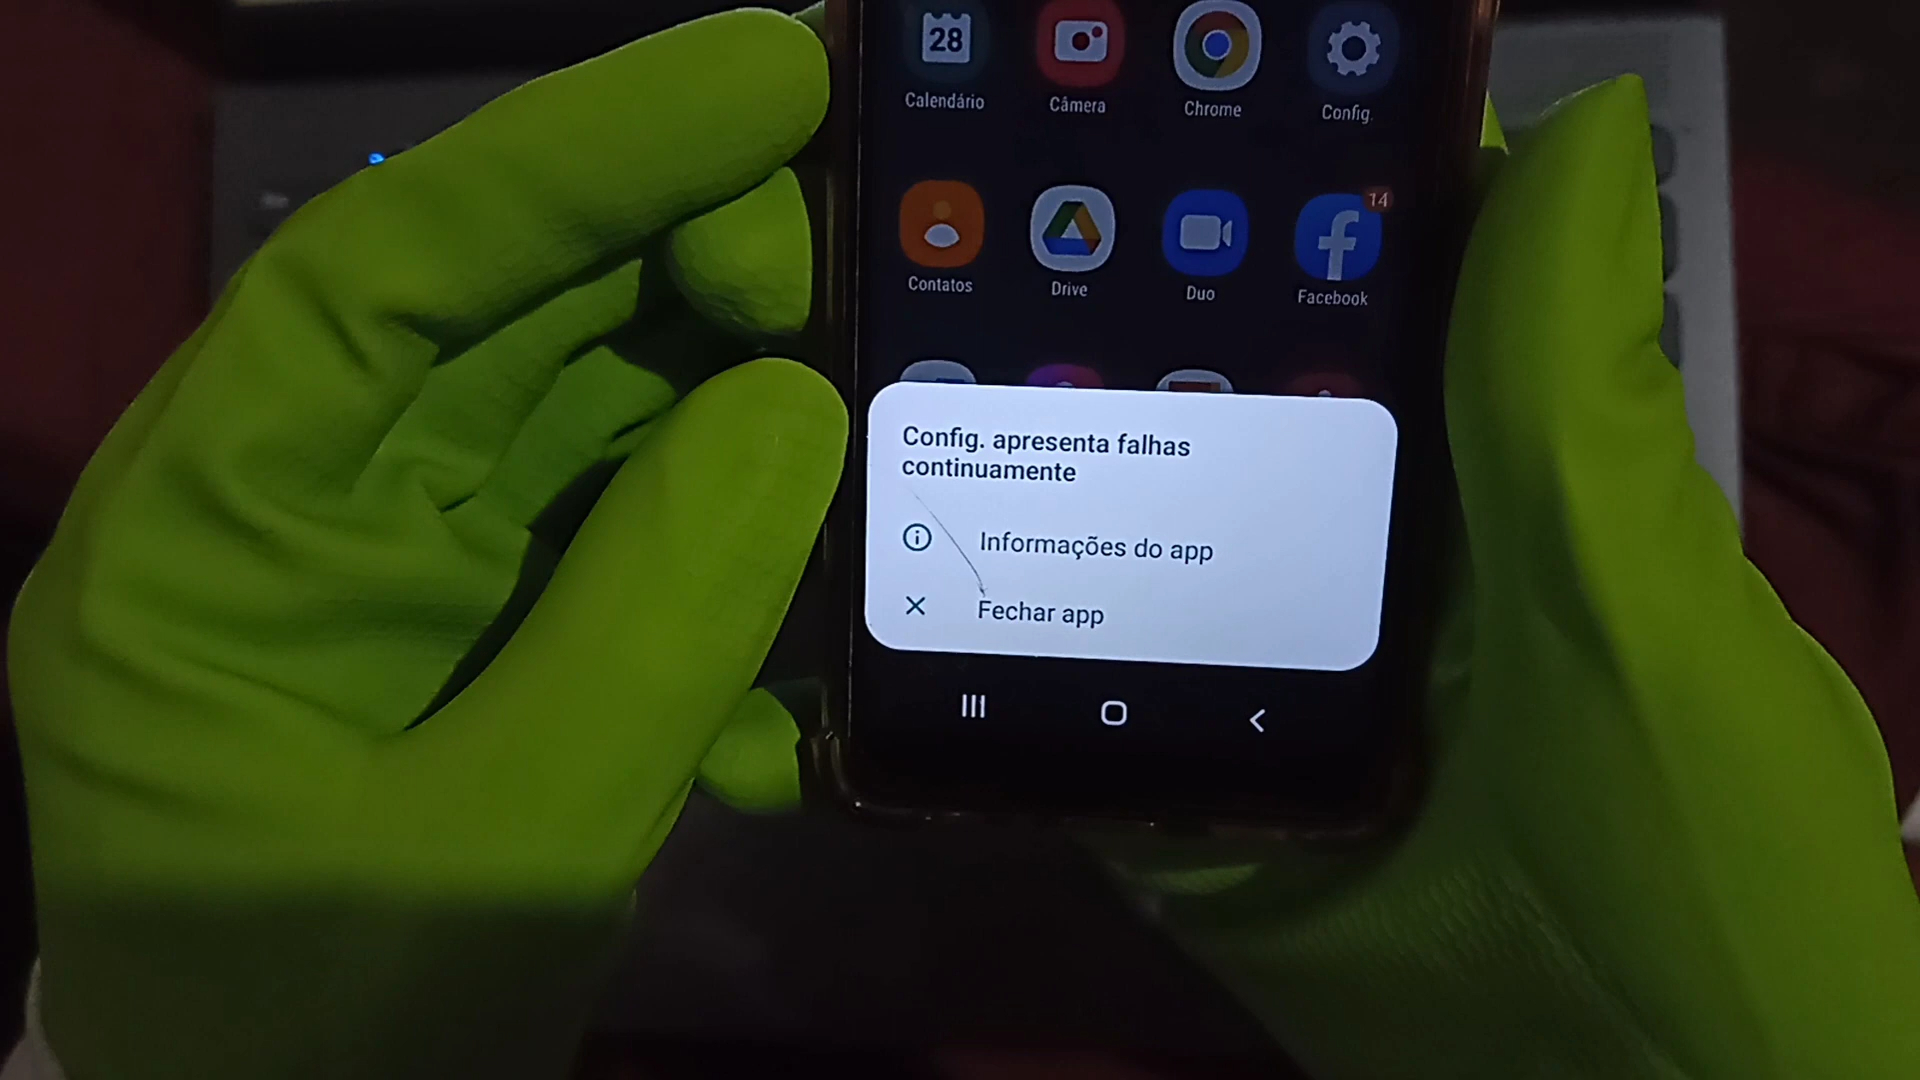 28
Calendário
Câmera
Chrome
Config.
14
Contatos
Drive
Duo
Facebook
Config. apresenta falhas
continuamente
Informações do app
Fechar app